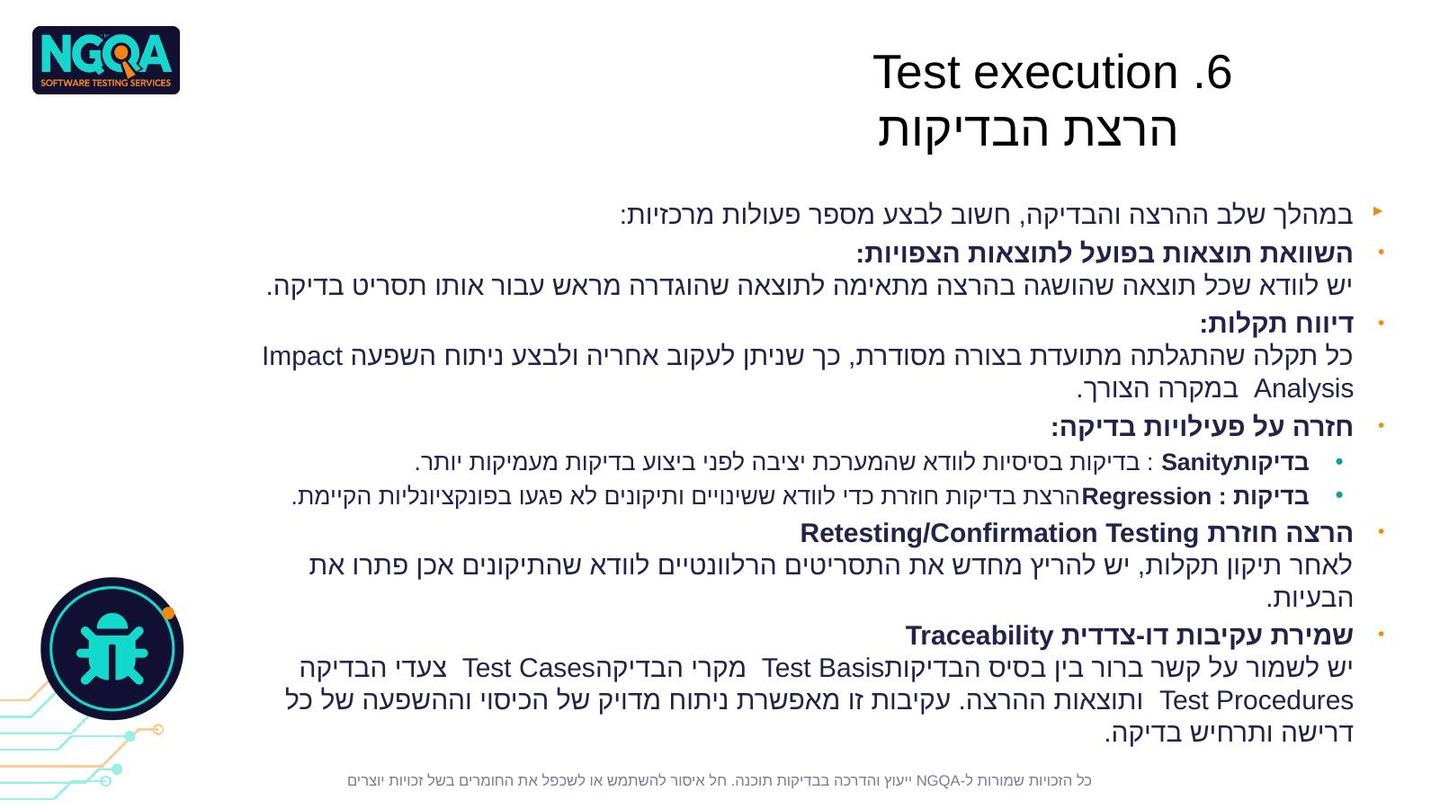 NGQA
SOFTWARE TESTING SERVICES
6. Test execution
הרצת הבדיקות
במהלך שלב ההרצה והבדיקה, חשוב לבצע מספר פעולות מרכזיות:
השוואת תוצאות בפועל לתוצאות הצפויות:
יש לוודא שכל תוצאה שהושגה בהרצה מתאימה לתוצאה שהוגדרה מראש עבור אותו תסריט בדיקה.
דיווח תקלות:
כל תקלה שהתגלתה מתועדת בצורה מסודרת, כך שניתן לעקוב אחריה ולבצע ניתוח השפעה Impact
Analysis במקרה הצורך.
חזרה על פעילויות בדיקה:
בדיקותSanity : בדיקות בסיסיות לוודא שהמערכת יציבה לפני ביצוע בדיקות מעמיקות יותר.
בדיקות : Regressionהרצת בדיקות חוזרת כדי לוודא ששינויים ותיקונים לא פגעו בפונקציונליות הקיימת.
הרצה חוזרת Retesting/Confirmation Testing
לאחר תיקון תקלות, יש להריץ מחדש את התסריטים הרלוונטיים לוודא שהתיקונים אכן פתרו את
הבעיות.
שמירת עקיבות דו-צדדית Traceability
יש לשמור על קשר ברור בין בסיס הבדיקותTest Basis מקרי הבדיקהTest Cases צעדי הבדיקה
Test Procedures ותוצאות ההרצה. עקיבות זו מאפשרת ניתוח מדויק של הכיסוי וההשפעה של כל
דרישה ותרחיש בדיקה.
כל הזכויות שמורות ל-NGQA ייעוץ והדרכה בבדיקות תוכנה. חל איסור להשתמש או לשכפל את החומרים בשל זכויות יוצרים